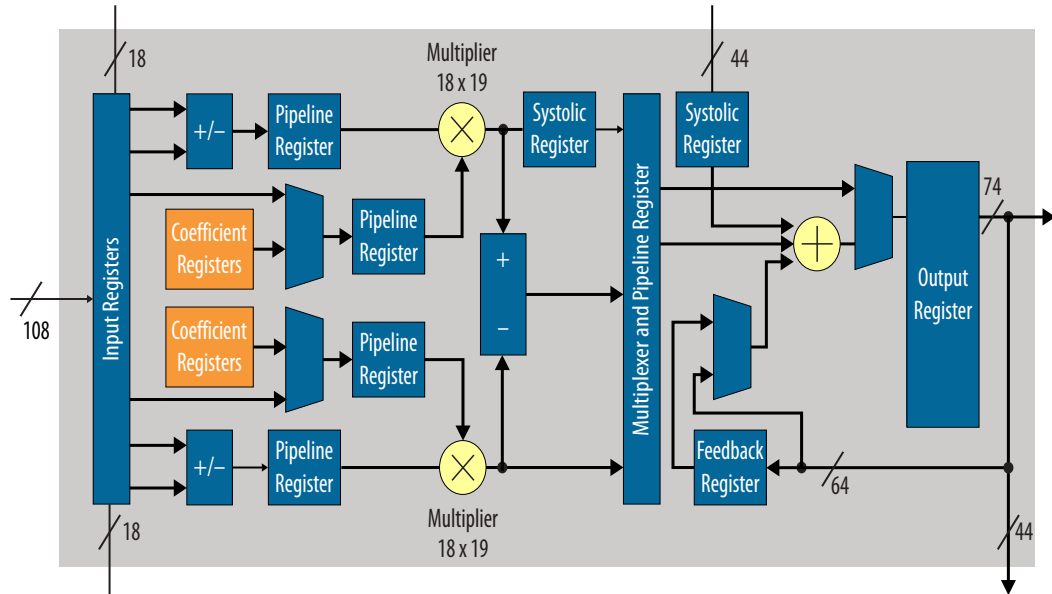 18
44
Multiplier
18 x 19
+/–
Pipeline
Register
×
Systolic
Register
Systolic
Register
Coefficient
Registers
Pipeline
Register
+
–
+
74
Input Registers
108
Multiplexer and Pipeline Register
Output
Register
Coefficient
Registers
Pipeline
Register
+/–
Pipeline
Register
×
Feedback
Register
64
Multiplier
18 x 19
18
44